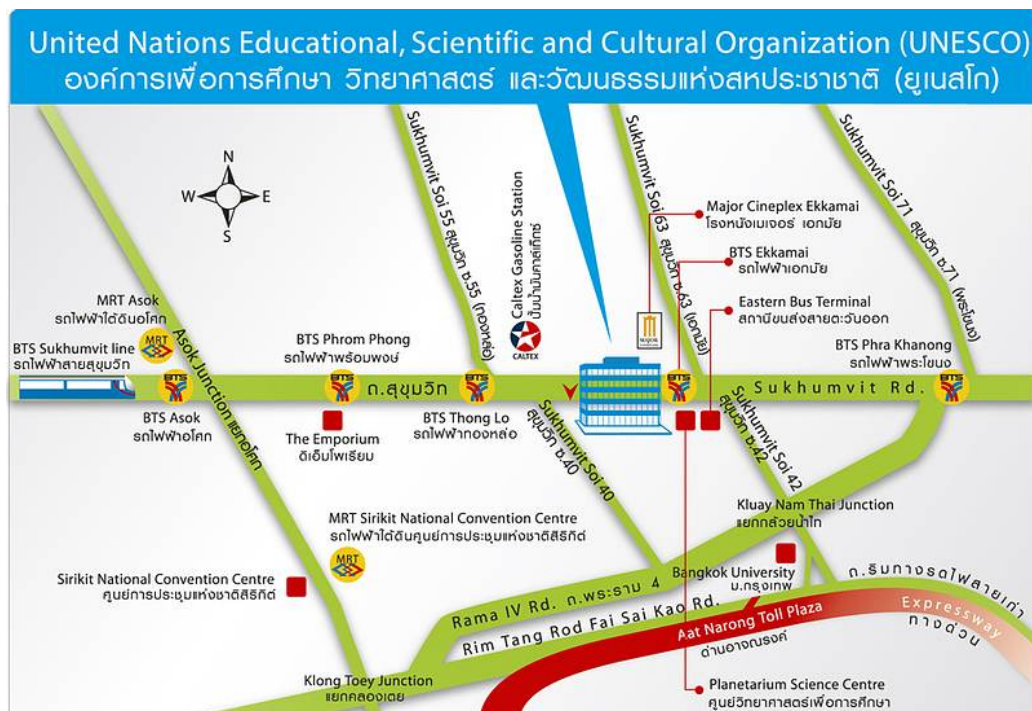 United Nations Educational, Scientific and Cultural Organization (UNESCO)
องค์การเพื่อการศึกษา วิทยาศาสตร์ และวัฒนธรรมแห่งสหประชาชาติ (ยูเนสโก)
N
W E
S
Sukhumvit Soi 55 สุขุมวิท ซ.55 (ทองหล่อ)
Caltex Gasoline Station
ปั๊มน้ำมันคาล์เท็กซ์
CALTEX
Sukhumvit Soi 63 สุขุมวิท ซ.63 (เอกมัย)
Sukhumvit Soi 71 สุขุมวิท ซ.71 (พระโขนง)
Major Cineplex Ekkamai
โรงหนังเมเจอร์ เอกมัย
MAJOR
BTS Ekkamai
รถไฟฟ้าเอกมัย
Eastern Bus Terminal
สถานีขนส่งสายตะวันออก
MRT Asok
รถไฟฟ้าใต้ดินอโศก
MRT
BTS Sukhumvit line
รถไฟฟ้าสายสุขุมวิท
Asok Junction แยกอโศก
BTS Phrom Phong
รถไฟฟ้าพร้อมพงษ์
BTS Phra Khanong
รถไฟฟ้าพระโขนง
BTS
BTS
ถ.สุขุมวิท
BTS
BTS
Sukhumvit Rd.
BTS
BTS Asok
รถไฟฟ้าอโศก
The Emporium
ดิเอ็มโพเรียม
BTS Thong Lo
รถไฟฟ้าทองหล่อ
Sukhumvit Soi 40
สุขุมวิท ซ.40
Sukhumvit Soi 42
สุขุมวิท ซ.42
Kluay Nam Thai Junction
แยกกล้วยน้ำไท
MRT Sirikit National Convention Centre
รถไฟฟ้าใต้ดินศูนย์การประชุมแห่งชาติสิริกิต์
MRT
Sirikit National Convention Centre
ศูนย์การประชุมแห่งชาติสิริกิต์
Bangkok University
ม.กรุงเทพ
ถ.ริมทางรถไฟสายเก่า
Rama IV Rd. ถ.พระราม 4
Rim Tang Rod Fai Sai Kao Rd.
Aat Narong Toll Plaza
ด่านอาจณรงค์
Expressway
ทางด่วน
Klong Toey Junction
แยกคลองเตย
Planetarium Science Centre
ศูนย์วิทยาศาสตร์เพื่อการศึกษา